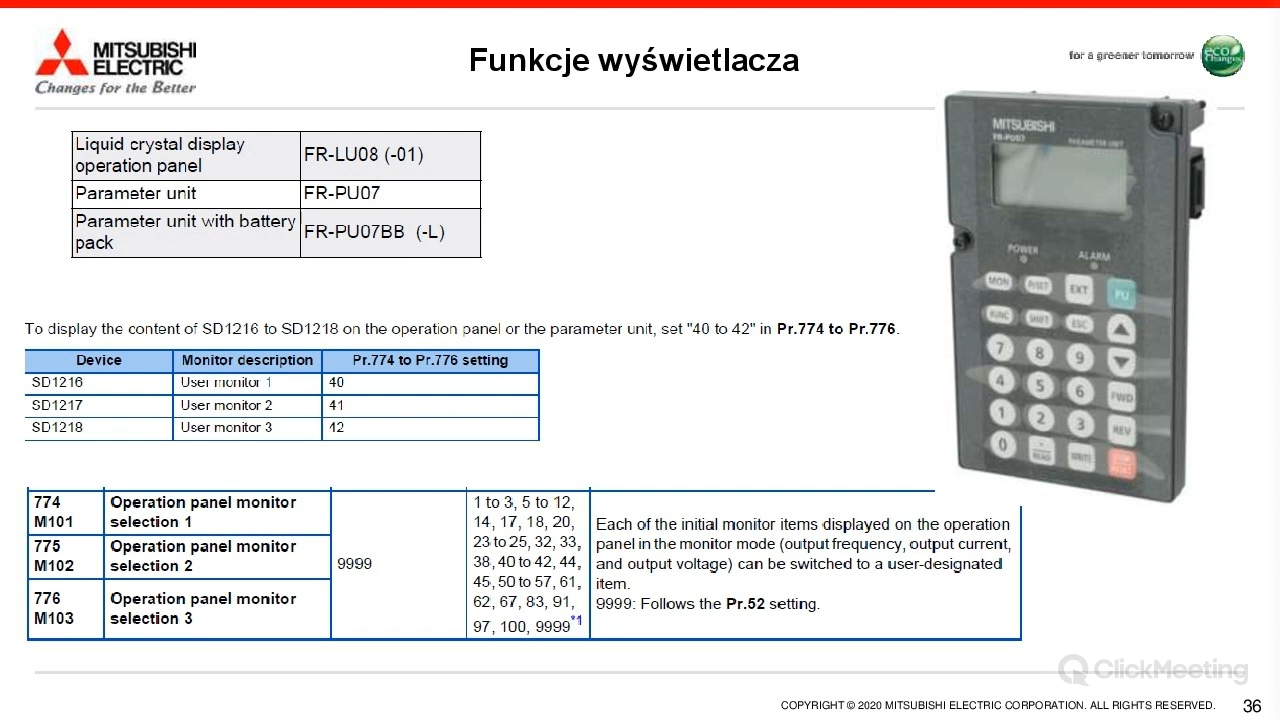 MITSUBISHI
ELECTRIC
Changes for the Better
Funkcje wyświetlacza
for a greener tomorrow
eco
Changes
Liquid crystal display
operation panel
FR-LU08 (-01)
Parameter unit
FR-PU07
Parameter unit with battery
pack
FR-PU07BB (-L)
MITSUBISHI
FR-PU07
PARAMETER UNIT
POWER
ALARM
MON
P/SET
EXT
PU
FUNC
SHIFT
ESC
7
8
9
4
5
6
FWD
1
2
3
REV
0
READ
WRITE
To display the content of SD1216 to SD1218 on the operation panel or the parameter unit, set "40 to 42" in Pr.774 to Pr.776.
Device Monitor description Pr.774 to Pr.776 setting
SD1216 User monitor 1 40
SD1217 User monitor 2 41
SD1218 User monitor 3 42
774
M101
Operation panel monitor
selection 1
775
M102
Operation panel monitor
selection 2
776
M103
Operation panel monitor
selection 3
9999
1 to 3, 5 to 12,
14, 17, 18, 20,
23 to 25, 32, 33,
38, 40 to 42, 44,
45, 50 to 57, 61,
62, 67, 83, 91,
97, 100, 9999*1
Each of the initial monitor items displayed on the operation
panel in the monitor mode (output frequency, output current,
and output voltage) can be switched to a user-designated
item.
9999: Follows the Pr.52 setting.
ClickMeeting
COPYRIGHT © 2020 MITSUBISHI ELECTRIC CORPORATION. ALL RIGHTS RESERVED.
36